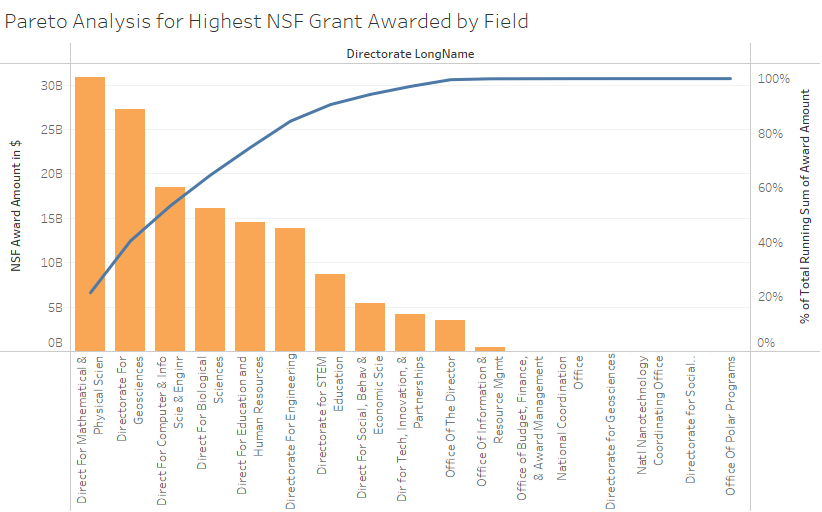 Pareto Analysis for Highest NSF Grant Awarded by Field
Directorate LongName
NSF Award Amount in $
30B
25B
20B
15B
10B
5B
0B
100%
80%
60%
40%
20%
0%
% of Total Running Sum of Award Amount
Direct For Mathematical &
Physical Scien
Directorate For
Geosciences
Direct For Computer & Info
Scie & Enginr
Direct For Biological
Sciences
Direct For Education and
Human Resources
Directorate For Engineering
Directorate for STEM
Education
Direct For Social, Behav &
Economic Scie
Dir for Tech, Innovation, &
Partnerships
Office Of The Director
Office Of Information &
Resource Mgmt
Office of Budget, Finance,
& Award Management
National Coordination
Office
Directorate for Geosciences
Nat'l Nanotechnology
Coordinating Office
Directorate for Social..
Office Of Polar Programs